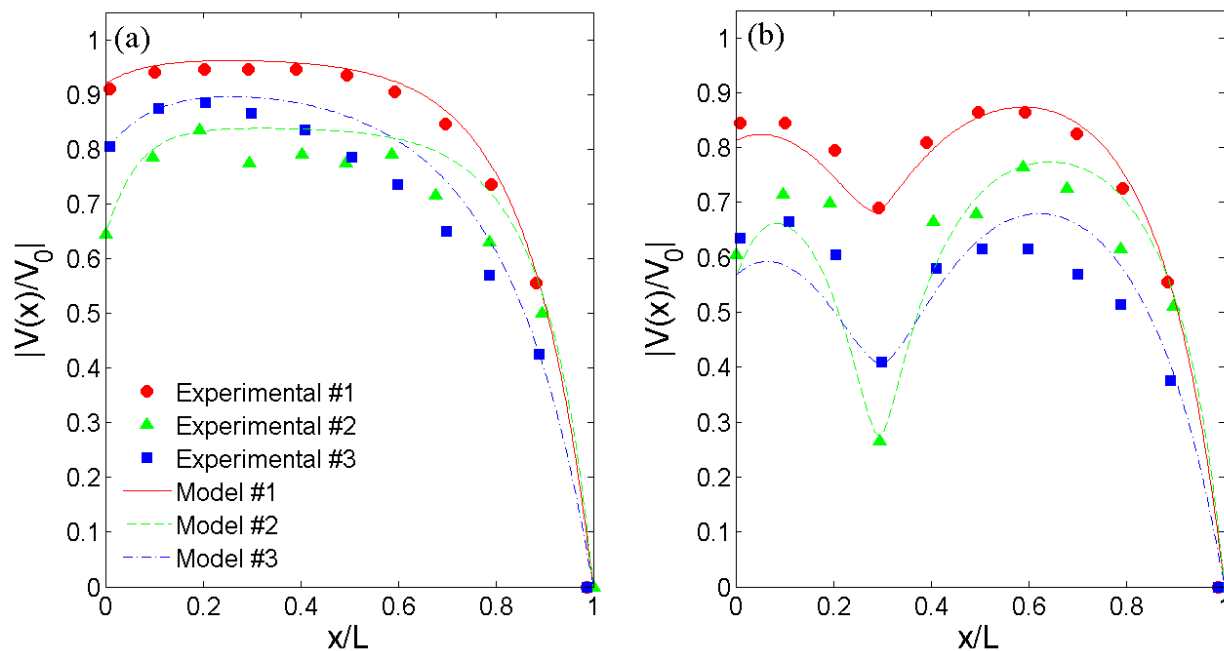 (a)
1
0.9
0.8
0.7
0.6
0.5
0.4
0.3
0.2
0.1
0
|V(x)/V0|
Experimental #1
Experimental #2
Experimental #3
Model #1
Model #2
Model #3
0 0.2 0.4 0.6 0.8 1
x/L
(b)
1
0.9
0.8
0.7
0.6
0.5
0.4
0.3
0.2
0.1
0
|V(x)/V0|
0 0.2 0.4 0.6 0.8 1
x/L